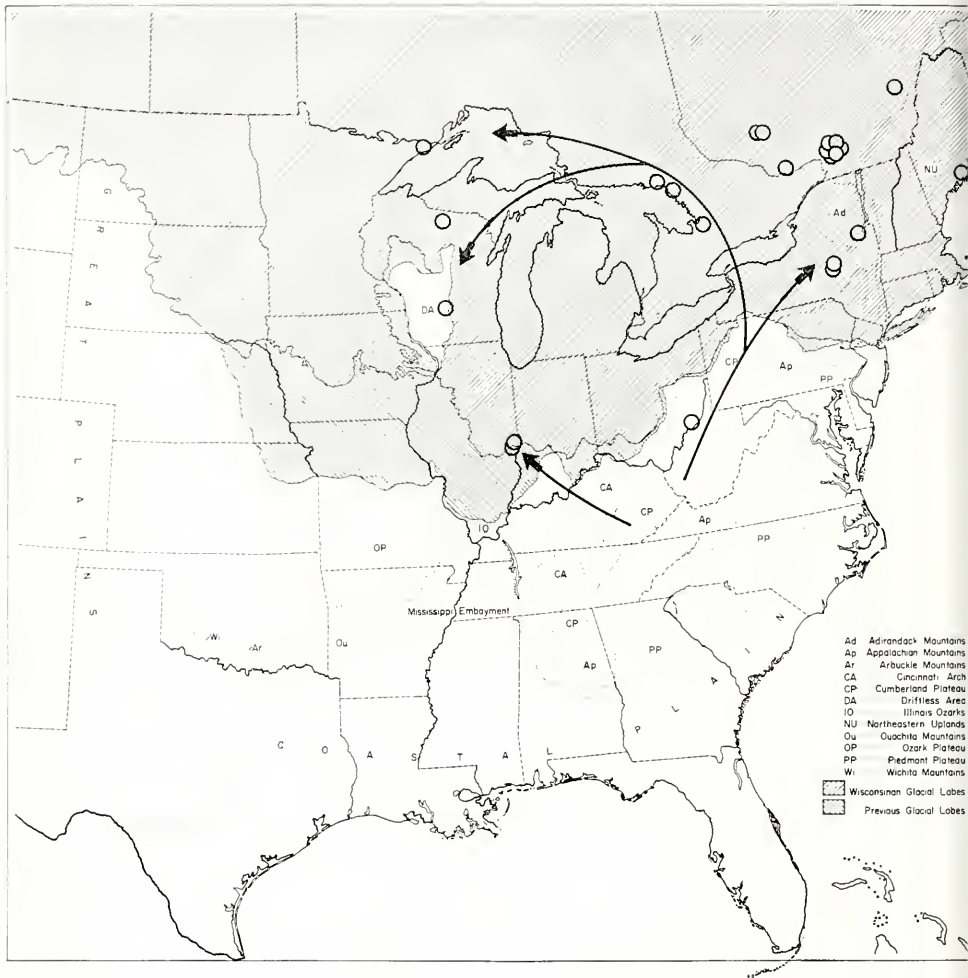 NU
Ad
G
R
E
A
T
DA
CP
Ap
PP
P
L
A
I
N
S
CA
CP
Ap
IO
PP
OP
CA
Mississippi Embayment
CP
Wi
Ar
Ou
Ap
PP
C O A S T A L
P L A I N
Ad Adirondack Mountains
Ap Appalachian Mountains
Ar Arbuckle Mountains
CA Cincinnati Arch
CP Cumberland Plateau
DA Driftless Area
IO Illinois Ozarks
NU Northeastern Uplands
Ou Ouachita Mountains
OP Ozark Plateau
PP Piedmont Plateau
Wi Wichita Mountains
Wisconsinan Glacial Lobes
Previous Glacial Lobes